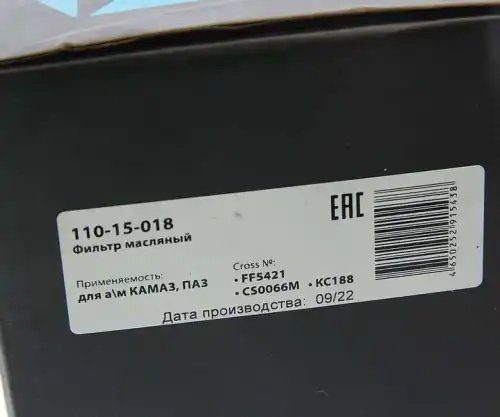 110-15-018
Фильтр масляный
EAC
Применяемость:
для а\м КАМАЗ, ПАЗ
Cross №:
• FF5421
• CS0066M • KC188
Дата производства: 09/22
4650252915438